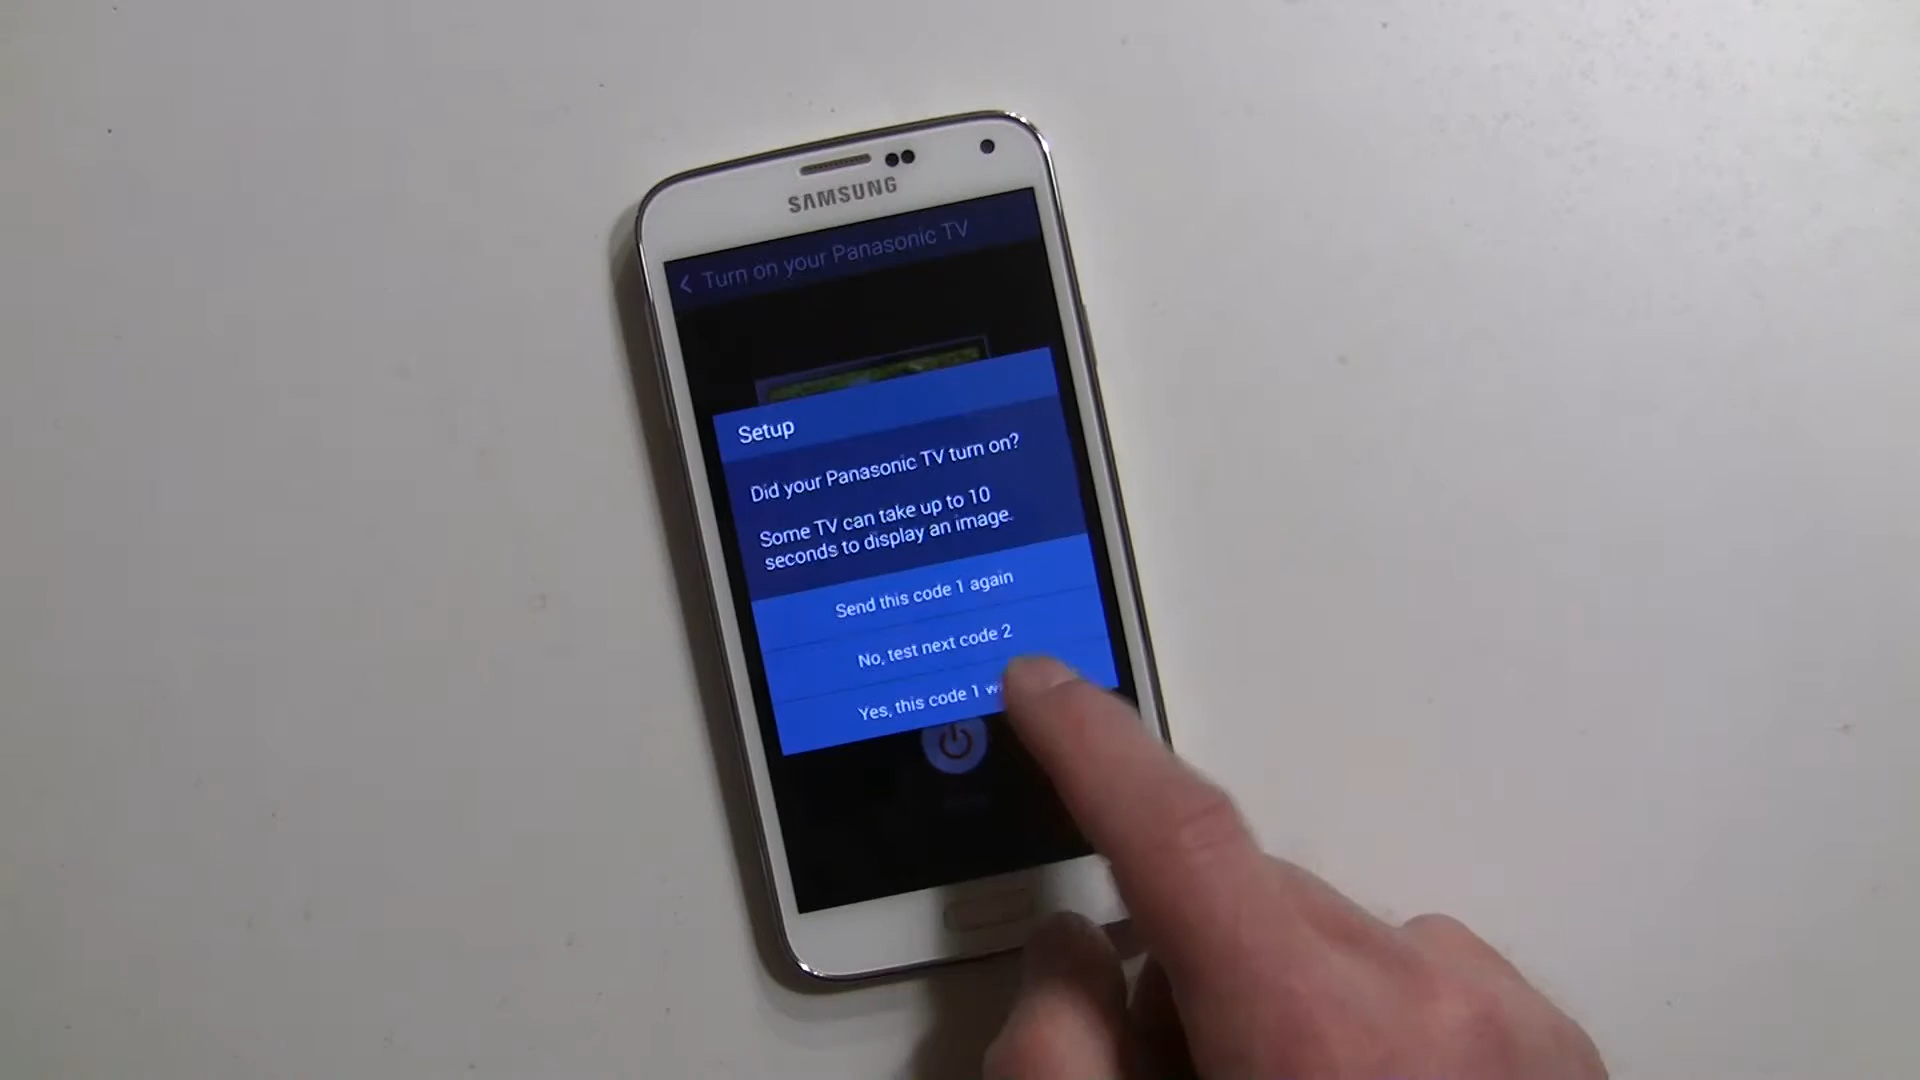 SAMSUNG
Turn on your Panasonic TV
Setup
Did your Panasonic TV turn on?
Some TV can take up to 10
seconds to display an image.
Send this code 1 again
No, test next code 2
Yes, this code 1